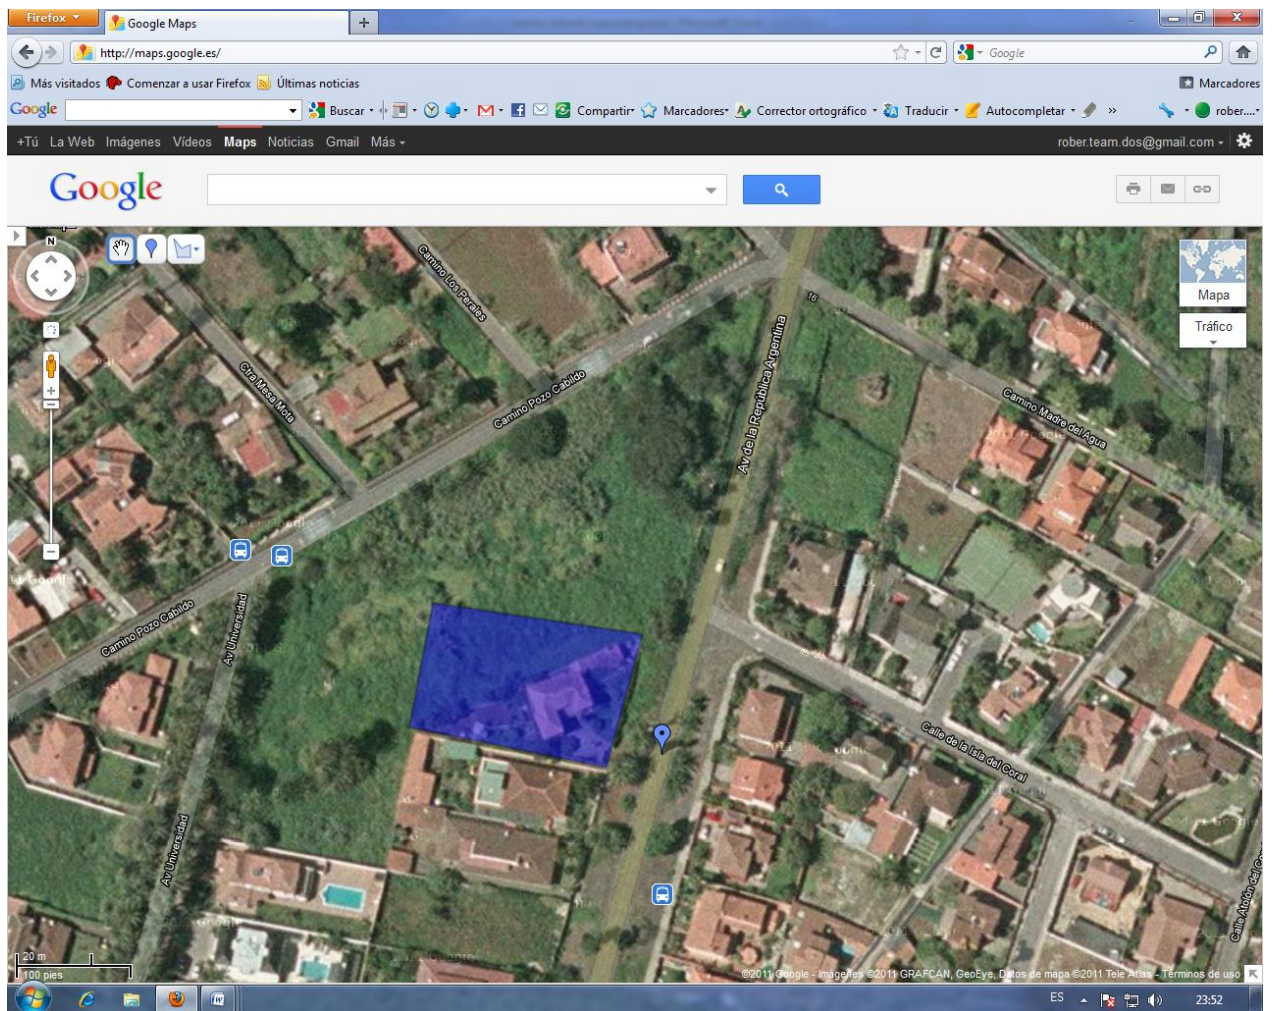 Firefox
Google Maps
http://maps.google.es/
Google
Más visitados Comenzar a usar Firefox Últimas noticias
Marcadores
Google Buscar Compartir Marcadores Corrector ortográfico Traducir Autocompletar » rober....
+Tú La Web Imágenes Vídeos Maps Noticias Gmail Más
rober.team.dos@gmail.com
Google
N
Mapa
Tráfico
Camino Los Perales
16
Av de la República Argentina
Ctra Mesa Mota
Camino Pozo Cabildo
Camino Madre del Agua
Camino Pozo Cabildo
Av Universidad
Calle de la Isla del Coral
Av Universidad
Calle Atolón del
20 m
100 pies
©2011 Google - Imágenes ©2011 GRAFCAN, GeoEye, Datos de mapa ©2011 Tele Atlas - Términos de uso
W
ES
23:52